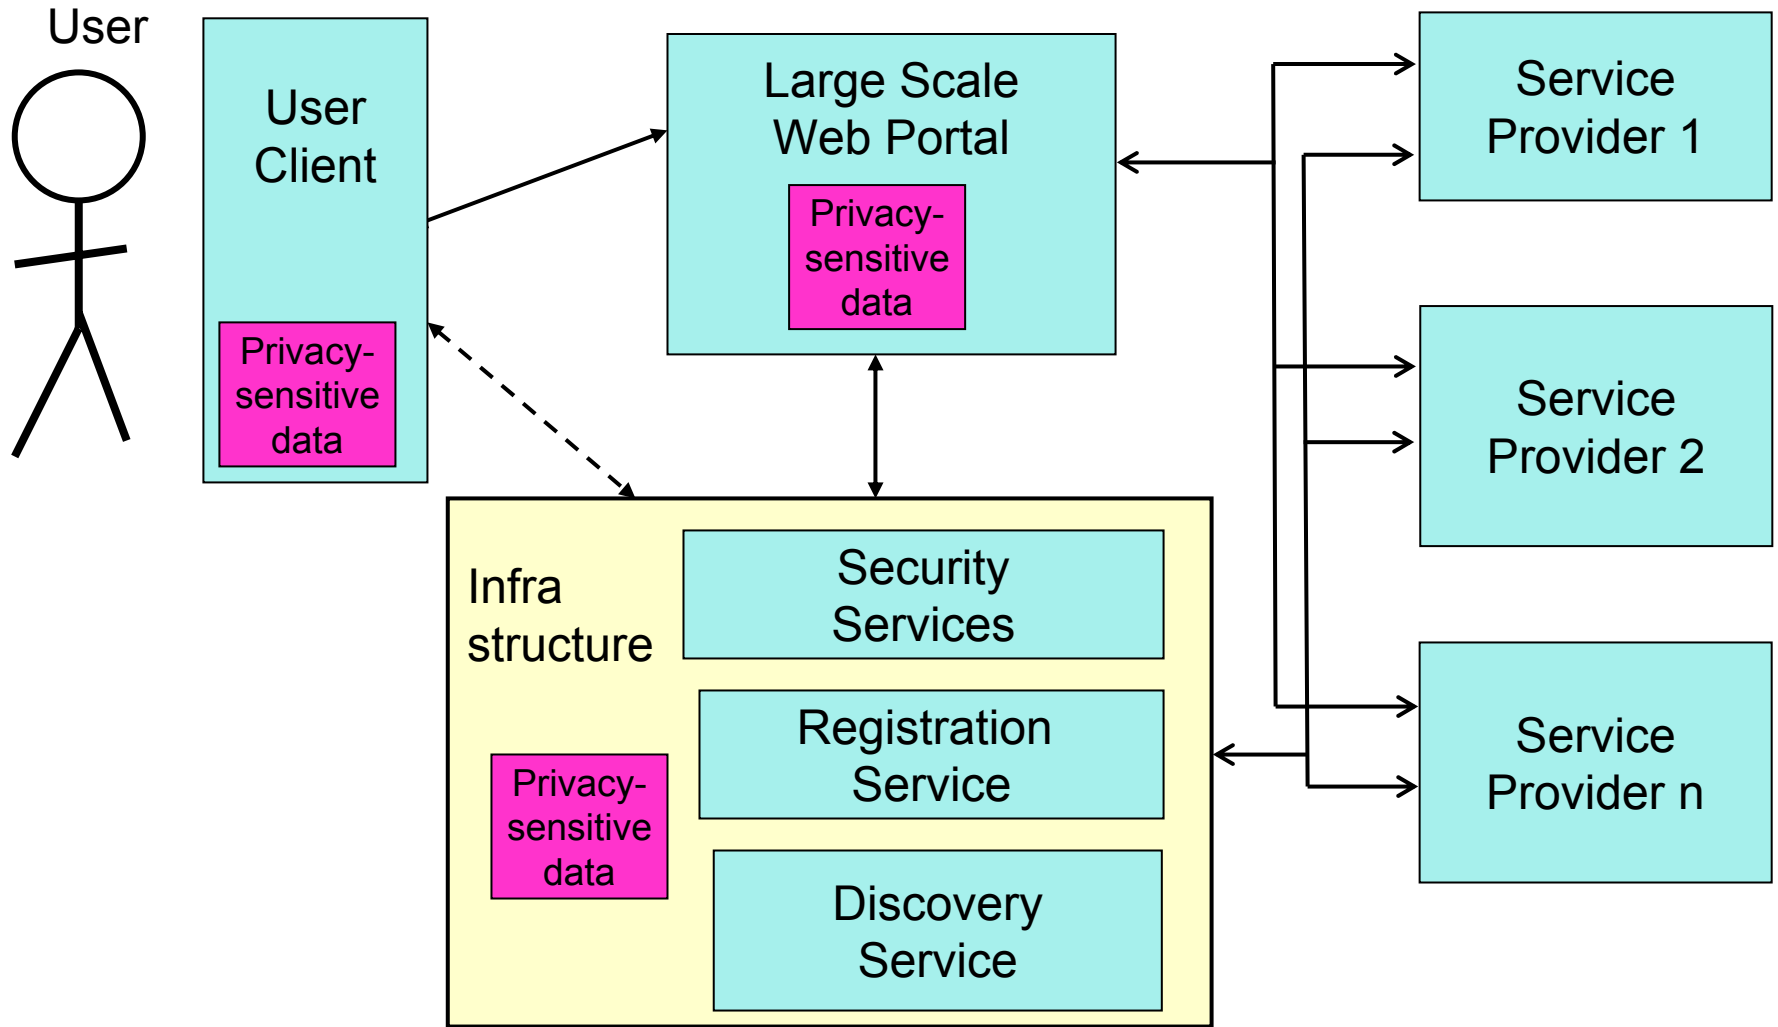 User
User
Client
Privacy-
sensitive
data
Large Scale
Web Portal
Privacy-
sensitive
data
Service
Provider 1
Service
Provider 2
Service
Provider n
Infra
structure
Security
Services
Registration
Service
Privacy-
sensitive
data
Discovery
Service